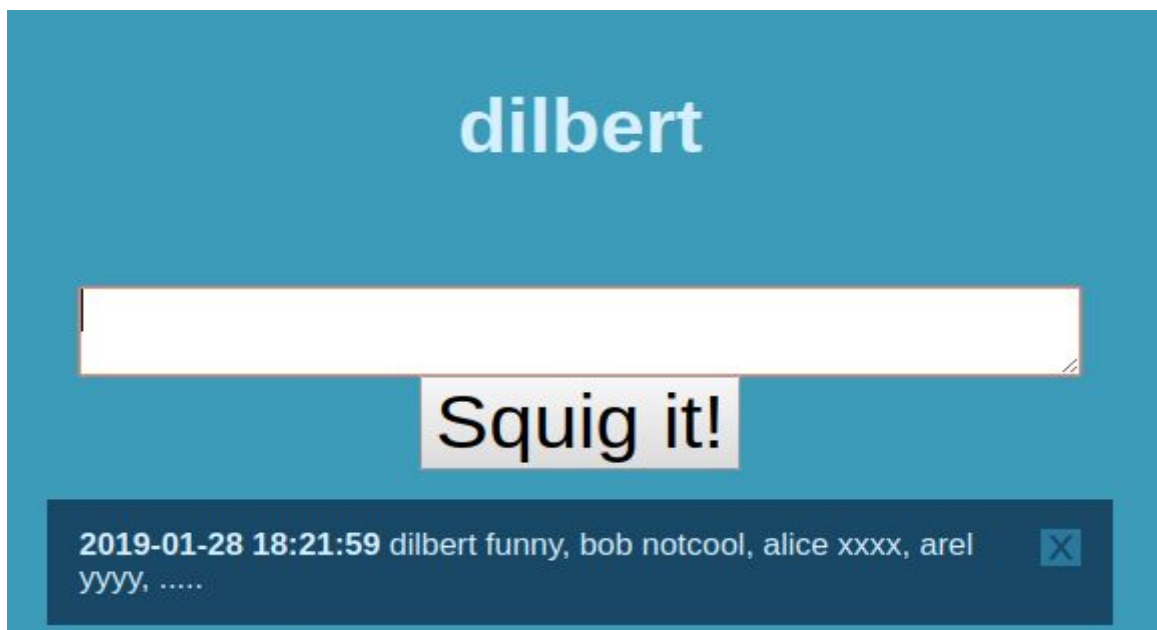 dilbert
Squig it!
2019-01-28 18:21:59 dilbert funny, bob notcool, alice xxxx, arel
X
yyyy, .....